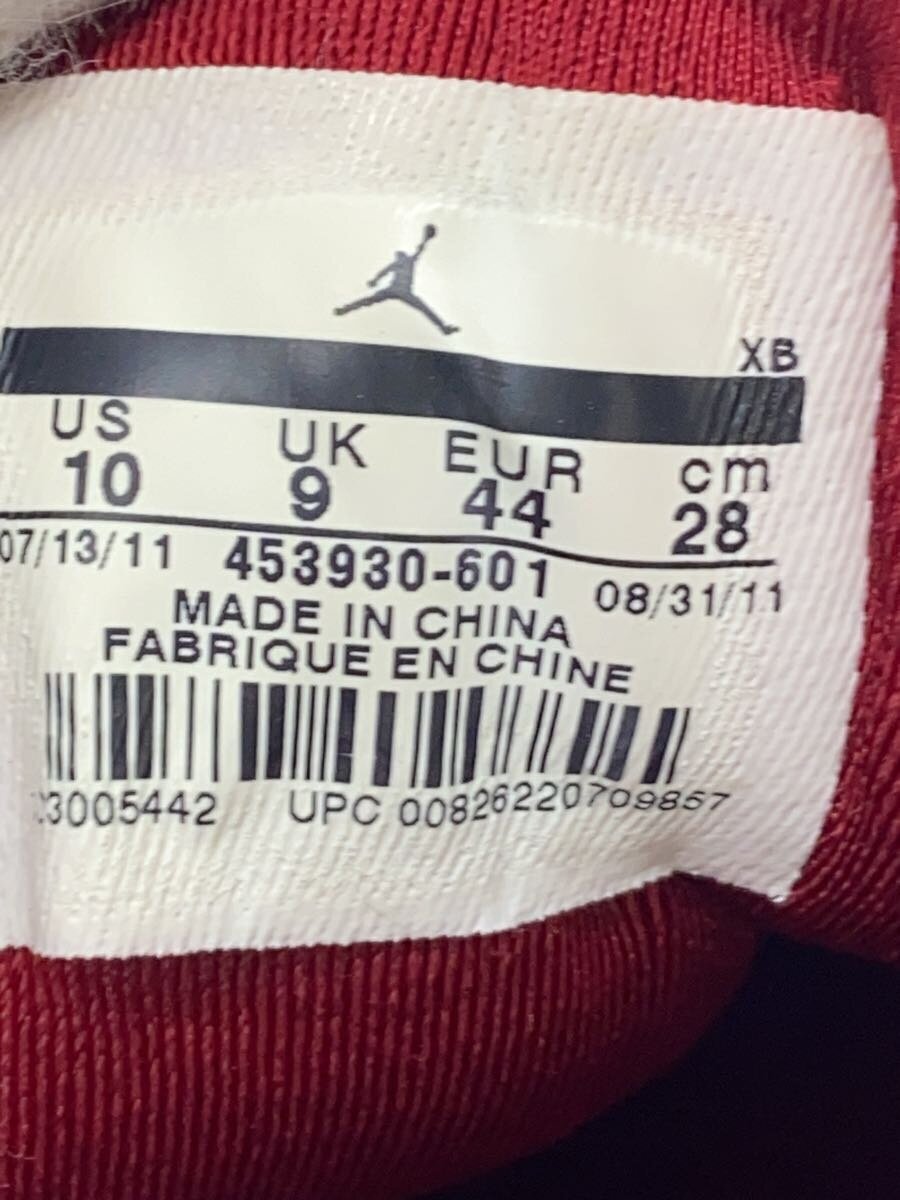 XB
US UK EUR cm
10 9 44 28
07/13/11 453930-601 08/31/11
MADE IN CHINA
FABRIQUE EN CHINE
3005442 UPC 00826220709857